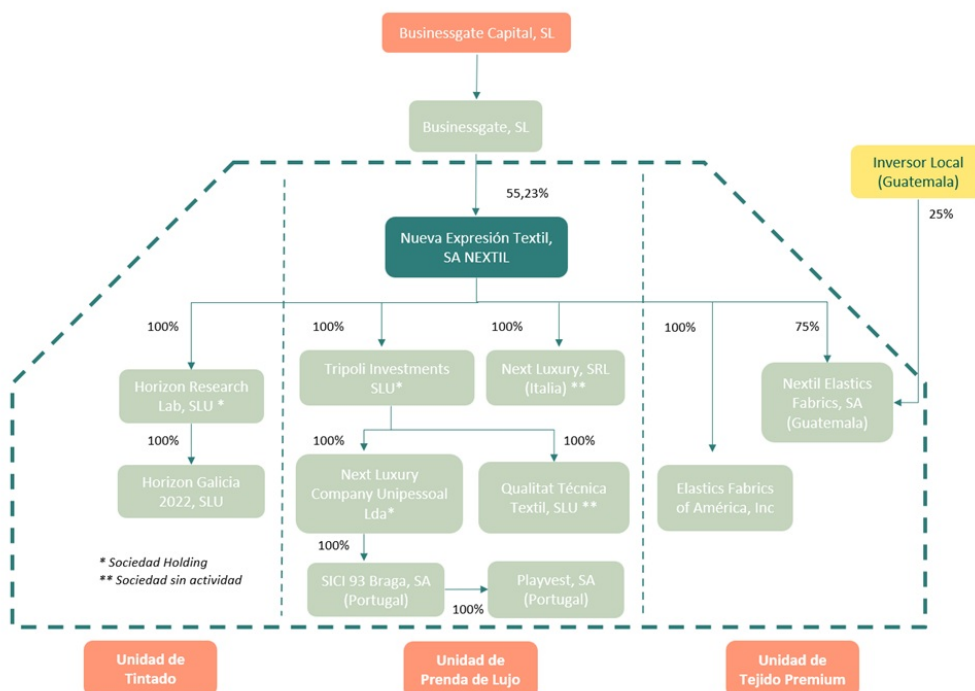 Businessgate Capital, SL
Businessgate, SL
Inversor Local
(Guatemala)
55,23%
25%
Nueva Expresión Textil,
SA NEXTIL
100%
100%
100%
100%
75%
Horizon Research
Lab, SLU *
Tripoli Investments
SLU*
Next Luxury, SRL
(Italia) **
Nextil Elastics
Fabrics, SA
(Guatemala)
100%
100%
100%
Horizon Galicia
2022, SLU
Next Luxury
Company Unipessoal
Lda*
Qualitat Técnica
Textil, SLU **
Elastics Fabrics
of América, Inc
100%
* Sociedad Holding
** Sociedad sin actividad
SICI 93 Braga, SA
(Portugal)
100%
Playvest, SA
(Portugal)
Unidad de
Tintado
Unidad de
Prenda de Lujo
Unidad de
Tejido Premium